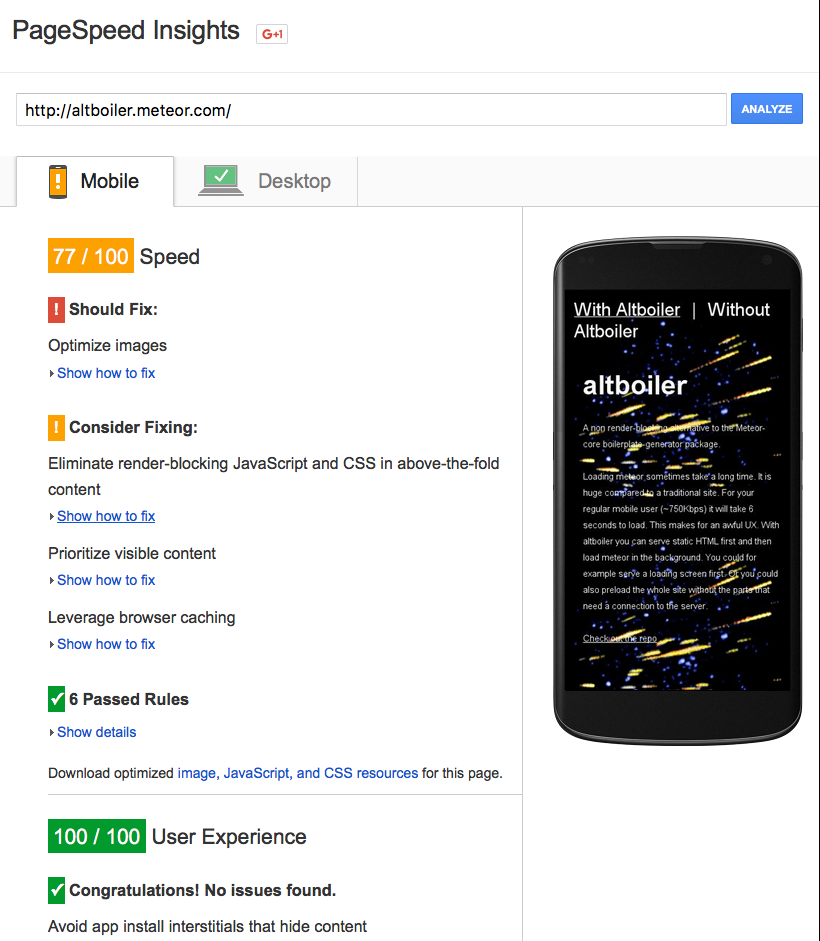 PageSpeed Insights G+1
http://altboiler.meteor.com/ ANALYZE
! Mobile Desktop
77 / 100 Speed
! Should Fix:
Optimize images
Show how to fix
! Consider Fixing:
Eliminate render-blocking JavaScript and CSS in above-the-fold
content
Show how to fix
Prioritize visible content
Show how to fix
Leverage browser caching
Show how to fix
6 Passed Rules
Show details
Download optimized image, JavaScript, and CSS resources for this page.
100 / 100 User Experience
Congratulations! No issues found.
Avoid app install interstitials that hide content
With Altboiler | Without
Altboiler
altboiler
A non render-blocking alternative to the Meteor-
core boilerplate-generator package.
Loading meteor sometimes take a long time. It is
huge compared to a traditional site. For your
regular mobile user (~750Kbps) it will take 6
seconds to load. This makes for an awful UX. With
altboiler you can serve static HTML first and then
load meteor in the background. You could for
example serve a loading screen first. Or you could
also preload the whole site without the parts that
need a connection to the server.
Check out the repo